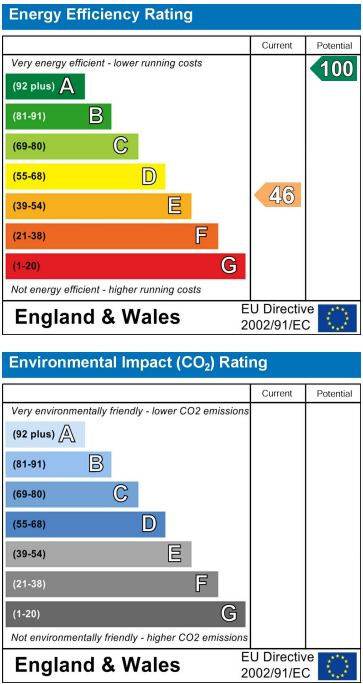 Energy Efficiency Rating
Current Potential
Very energy efficient - lower running costs
(92 plus) A
100
(81-91) B
(69-80) C
(55-68) D
(39-54) E
46
(21-38) F
(1-20) G
Not energy efficient - higher running costs
England & Wales
EU Directive
2002/91/EC
Environmental Impact (CO₂) Rating
Current Potential
Very environmentally friendly - lower CO2 emissions
(92 plus) A
(81-91) B
(69-80) C
(55-68) D
(39-54) E
(21-38) F
(1-20) G
Not environmentally friendly - higher CO2 emissions
England & Wales
EU Directive
2002/91/EC